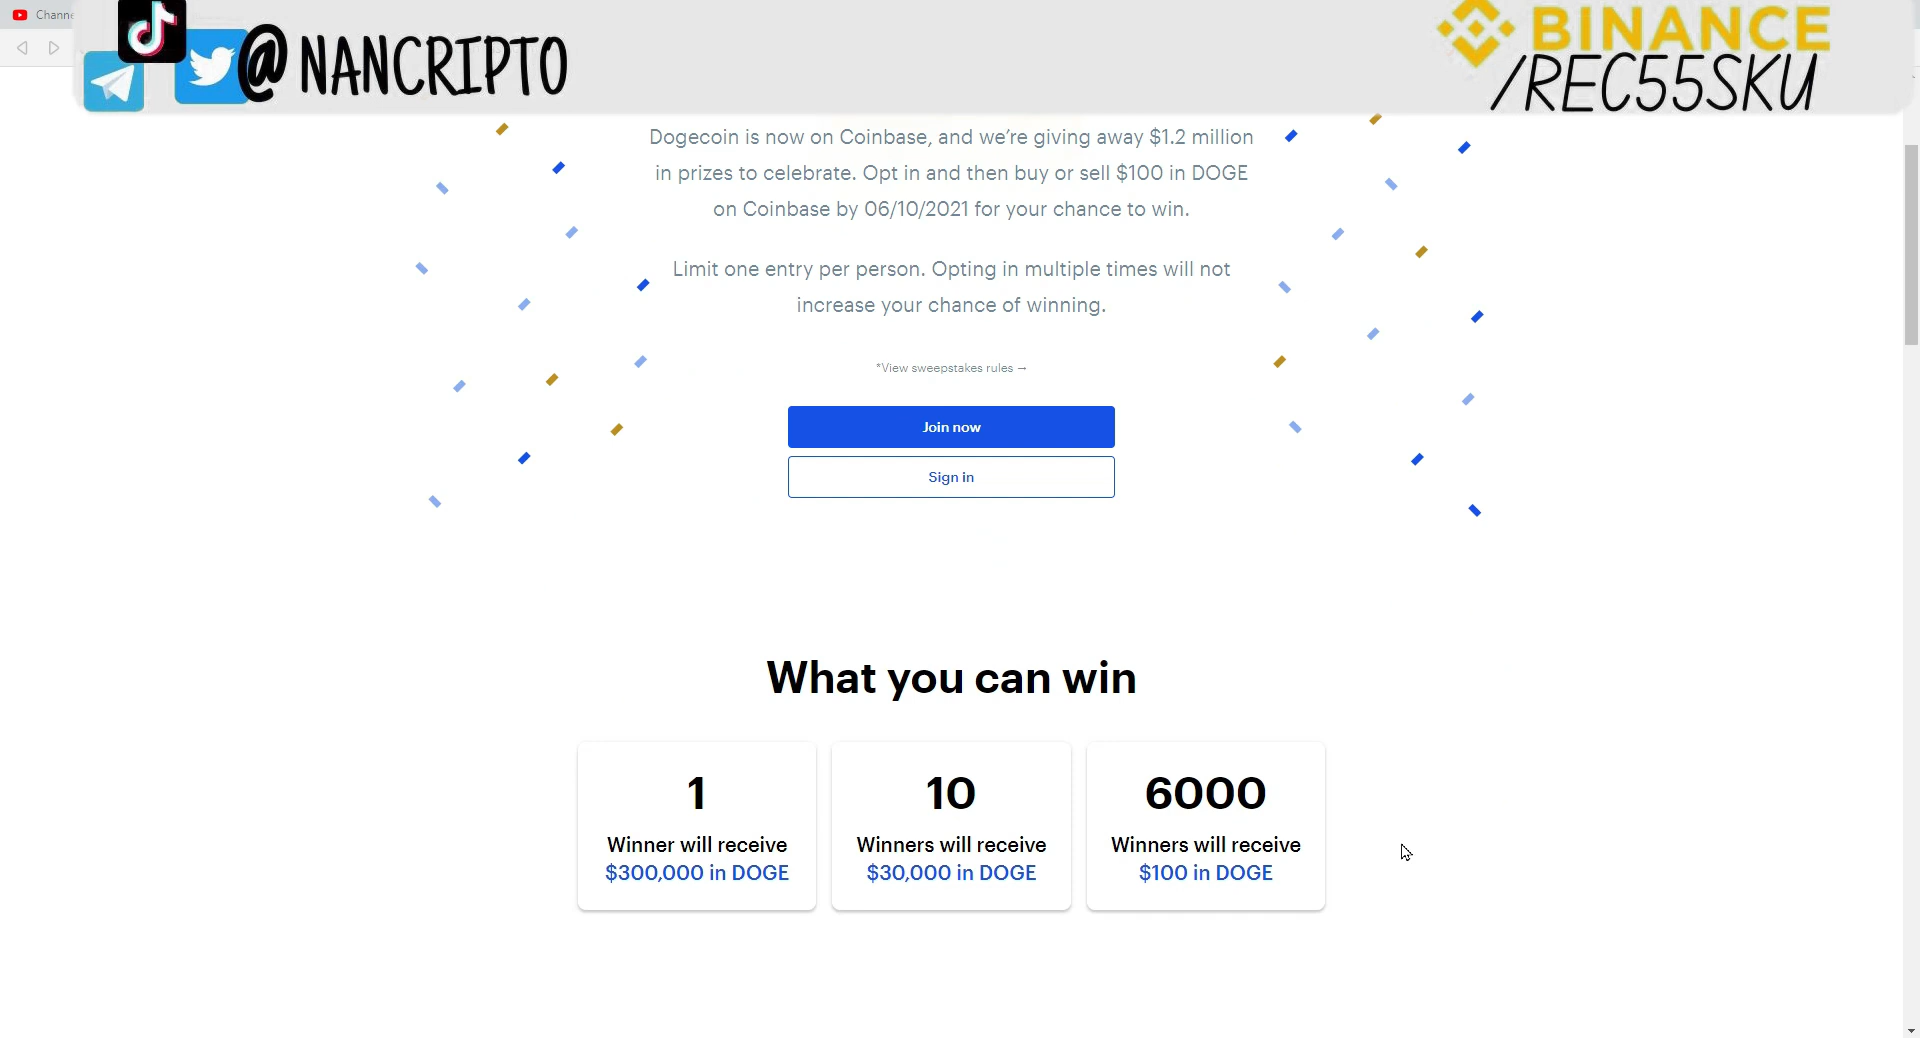 Channe
@NANCRIPTO
BINANCE
/REC55SKU
Dogecoin is now on Coinbase, and we’re giving away $1.2 million
in prizes to celebrate. Opt in and then buy or sell $100 in DOGE
on Coinbase by 06/10/2021 for your chance to win.
Limit one entry per person. Opting in multiple times will not
increase your chance of winning.
*View sweepstakes rules →
Join now
Sign in
What you can win
1
Winner will receive
$300,000 in DOGE
10
Winners will receive
$30,000 in DOGE
6000
Winners will receive
$100 in DOGE